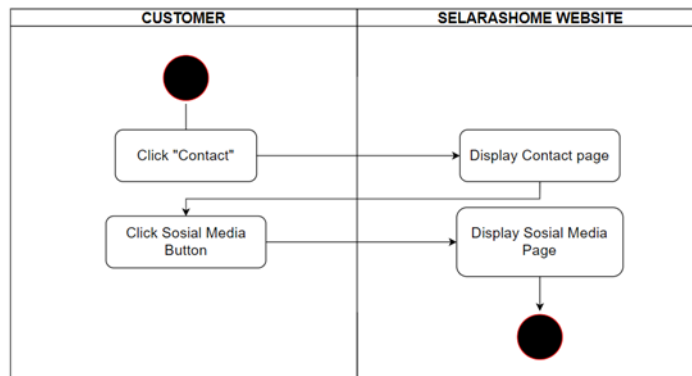 CUSTOMER
SELARASHOME WEBSITE
Click "Contact"
Display Contact page
Click Sosial Media
Button
Display Sosial Media
Page